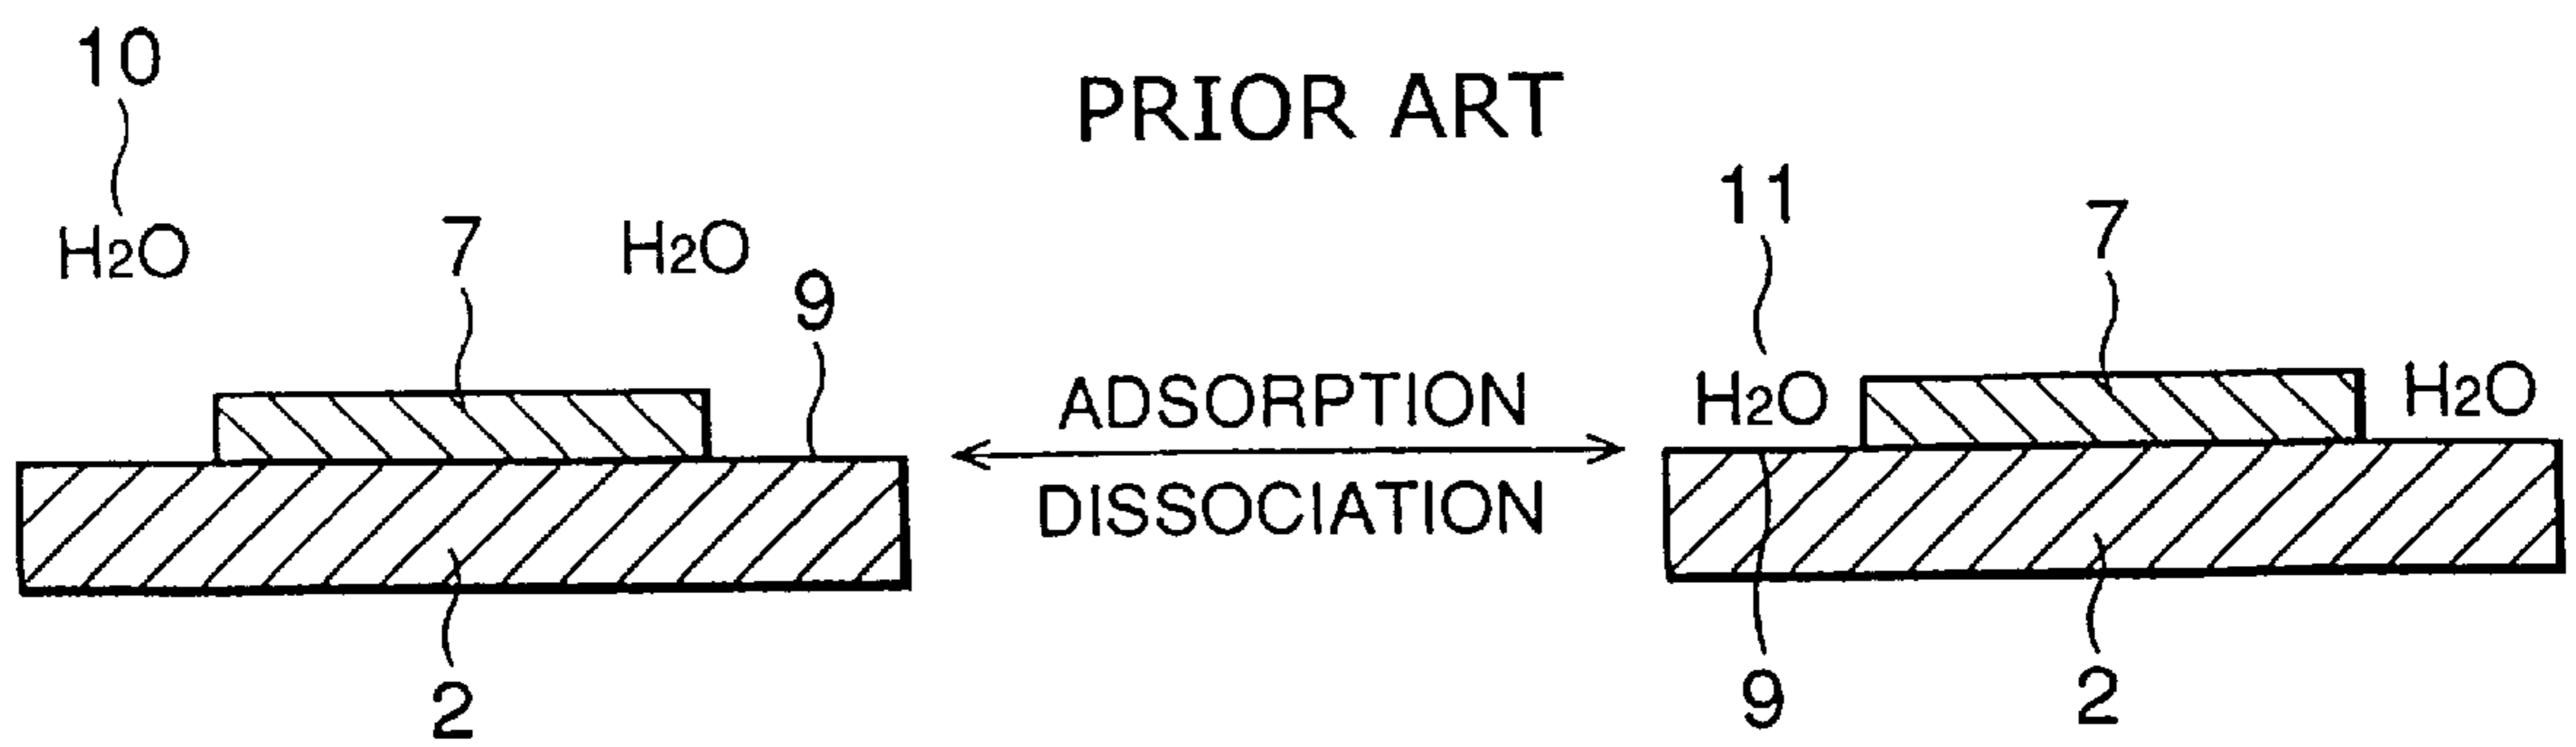 PRIOR ART
10
H2O
7
H2O
9
2
ADSORPTION
DISSOCIATION
11
H2O
7
H2O
9
2